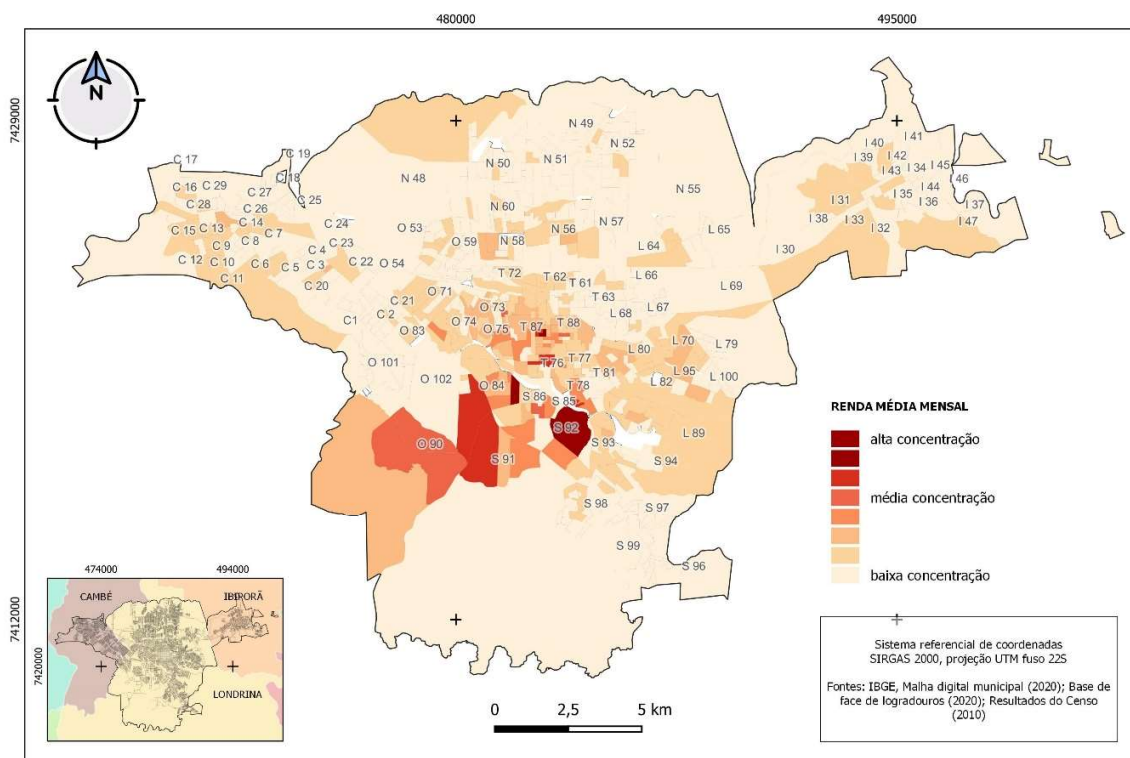 480000
495000
7429000
7412000
N
C 17
C 19
C 18
C 16
C 29
C 27
C 25
C 28
C 26
C 14
C 24
C 15
C 13
C 7
C 23
C 9
C 8
C 4
C 12
C 10
C 6
C 5
C 3
C 22
C 11
C 20
C 21
C1
C 2
N 48
N 49
N 50
N 51
N 52
N 55
N 60
N 57
N 56
N 58
O 53
O 59
O 54
O 71
O 73
O 74
O 75
O 83
O 101
O 102
O 84
O 90
T 72
T 62
T 61
T 63
T 87
T 88
T 76
T 77
T 81
T 78
L 64
L 65
L 66
L 69
L 67
L 68
L 80
L 70
L 79
L 95
L 82
L 100
L 89
S 86
S 85
S 92
S 93
S 91
S 94
S 98
S 97
S 99
S 96
I 30
I 41
I 40
I 39
I 42
I 43
I 34
I 45
46
I 31
I 35
I 44
I 36
I 37
I 38
I 33
I 32
I 47
RENDA MÉDIA MENSAL
alta concentração
média concentração
baixa concentração
474000
494000
7420000
CAMBÉ
LONDRINA
0
2,5
5 km
Sistema referencial de coordenadas
SIRGAS 2000, projeção UTM fuso 22S
Fontes: IBGE, Malha digital municipal (2020); Base de
face de logradouros (2020); Resultados do Censo
(2010)